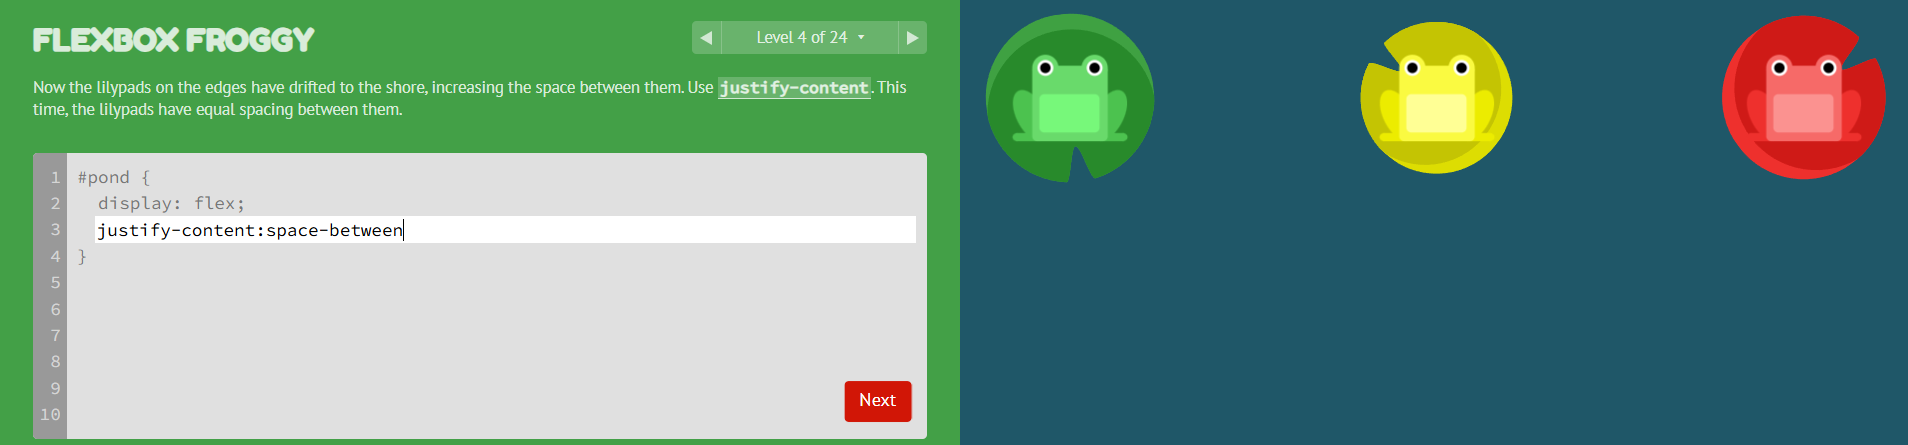 FLEXBOX FROGGY
Level 4 of 24
Now the lilypads on the edges have drifted to the shore, increasing the space between them. Use justify-content. This
time, the lilypads have equal spacing between them.
1 #pond {
2 display: flex;
3 justify-content:space-between
4 }
5
6
7
8
9
10
Next